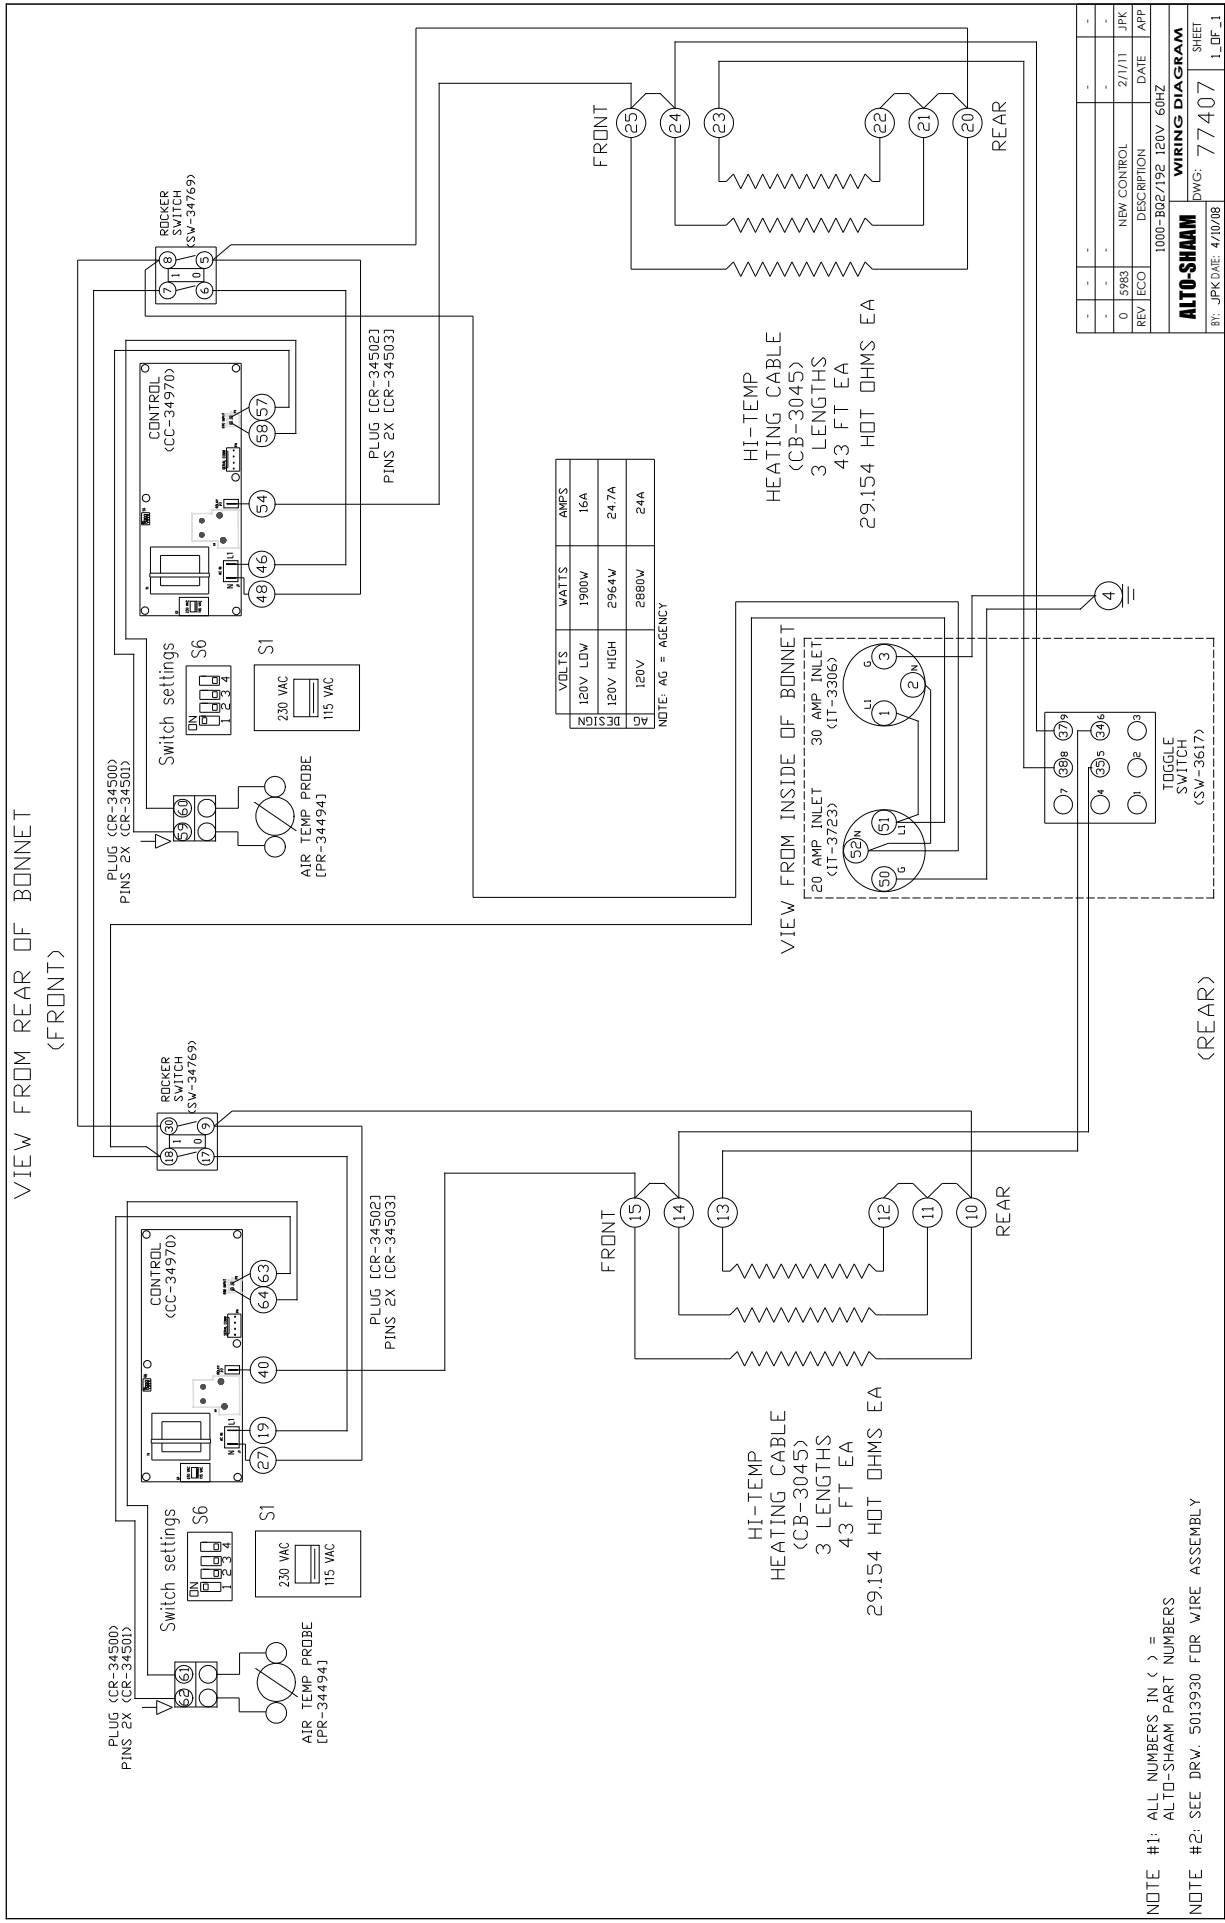 VIEW FROM REAR OF BONNET
(FRONT)
PLUG (CR-34500)
PINS 2X (CR-34501)
62 61
AIR TEMP PROBE
[PR-34494]
Switch settings
S6
ON
1 2 3 4
S1
230 VAC
115 VAC
CONTROL
(CC-34970)
N L1
27 19 40 64 63
PLUG [CR-34502]
PINS 2X [CR-34503]
ROCKER
SWITCH
(SW-34769)
18 30
1 0
17 9
PLUG (CR-34500)
PINS 2X (CR-34501)
59 60
AIR TEMP PROBE
[PR-34494]
Switch settings
S6
ON
1 2 3 4
S1
230 VAC
115 VAC
CONTROL
(CC-34970)
N L1
48 46 54 58 57
PLUG [CR-34502]
PINS 2X [CR-34503]
ROCKER
SWITCH
(SW-34769)
7 8
1 0
6 5
HI-TEMP
HEATING CABLE
(CB-3045)
3 LENGTHS
43 FT EA
29.154 HOT OHMS EA
FRONT
15
14
13
12
11
10
REAR
VOLTS WATTS AMPS
DESIGN
120V LOW 1900W 16A
120V HIGH 2964W 24.7A
AG
120V 2880W 24A
NOTE: AG = AGENCY
HI-TEMP
HEATING CABLE
(CB-3045)
3 LENGTHS
43 FT EA
29.154 HOT OHMS EA
FRONT
25
24
23
22
21
20
REAR
VIEW FROM INSIDE OF BONNET
20 AMP INLET
(IT-3723)
50 G
52 N
51 L1
30 AMP INLET
(IT-3306)
1 L1
2 N
3 G
4
7 38 8 37 9
4 35 5 34 6
1 2 3
TOGGLE
SWITCH
(SW-3617)
(REAR)
NOTE #1: ALL NUMBERS IN ( ) =
ALTO-SHAAM PART NUMBERS
NOTE #2: SEE DRW. 5013930 FOR WIRE ASSEMBLY
- - - - -
- - - - -
0 5983 NEW CONTROL 2/1/11 JPK
REV ECO DESCRIPTION DATE APP
1000-BQ2/192 120V 60HZ
ALTO-SHAAM
WIRING DIAGRAM
BY: JPK DATE: 4/10/08
DWG: 77407
SHEET
1_OF_1